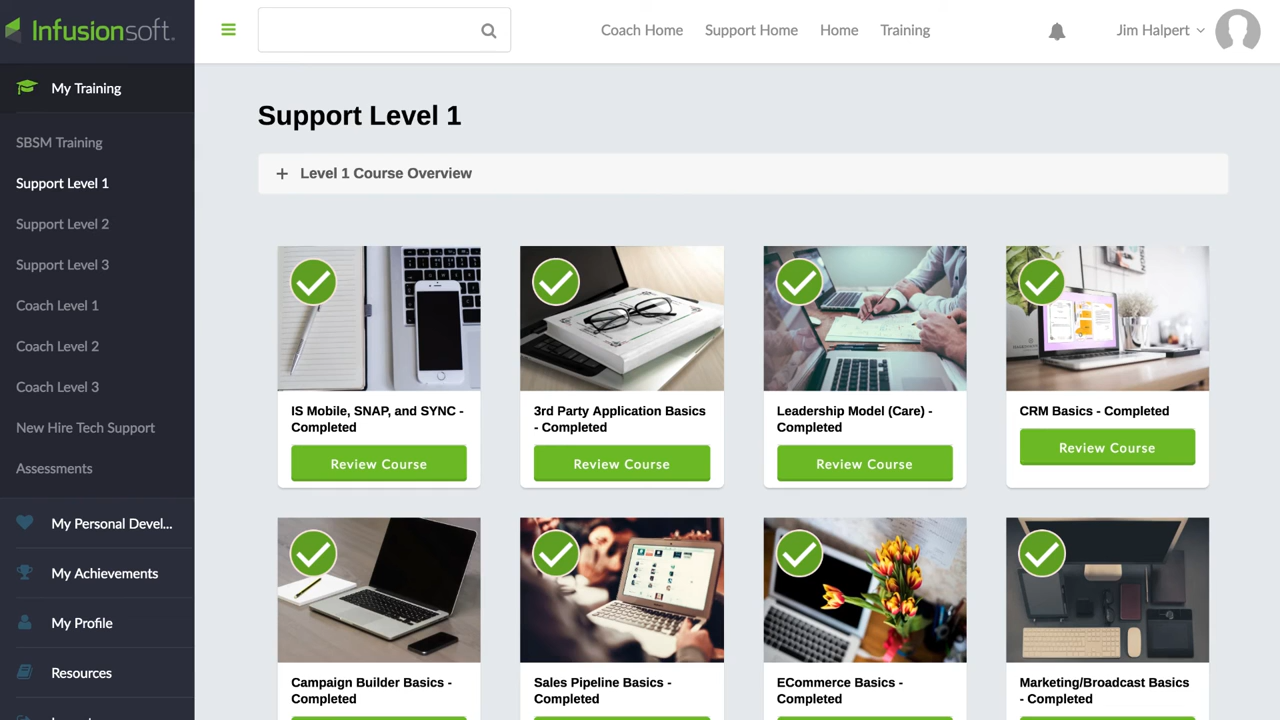 Infusionsoft.
Coach Home
Support Home
Home
Training
Jim Halpert
My Training
SBSM Training
Support Level 1
Support Level 2
Support Level 3
Coach Level 1
Coach Level 2
Coach Level 3
New Hire Tech Support
Assessments
My Personal Devel...
My Achievements
My Profile
Resources
Support Level 1
+ Level 1 Course Overview
IS Mobile, SNAP, and SYNC -
Completed
Review Course
3rd Party Application Basics
- Completed
Review Course
Leadership Model (Care) -
Completed
Review Course
CRM Basics - Completed
Review Course
Campaign Builder Basics -
Completed
Sales Pipeline Basics -
Completed
ECommerce Basics -
Completed
Marketing/Broadcast Basics
- Completed